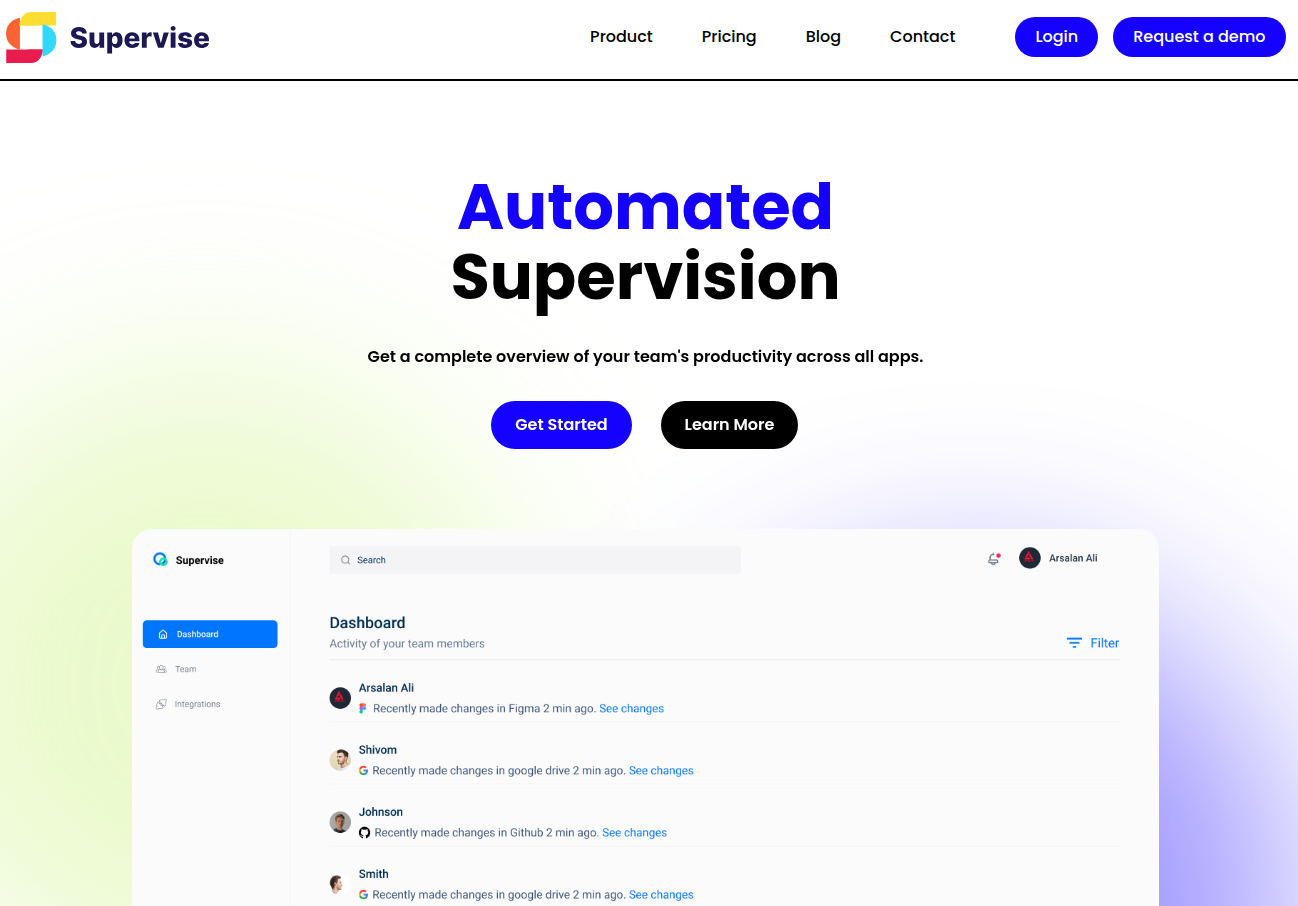 Supervise
Product Pricing Blog Contact Login Request a demo
Automated
Supervision
Get a complete overview of your team's productivity across all apps.
Get Started Learn More
Supervise
Search
Arsalan Ali
Dashboard
Team
Integrations
Dashboard
Activity of your team members
Filter
Arsalan Ali
Recently made changes in Figma 2 min ago. See changes
Shivom
Recently made changes in google drive 2 min ago. See changes
Johnson
Recently made changes in Github 2 min ago. See changes
Smith
Recently made changes in google drive 2 min ago. See changes